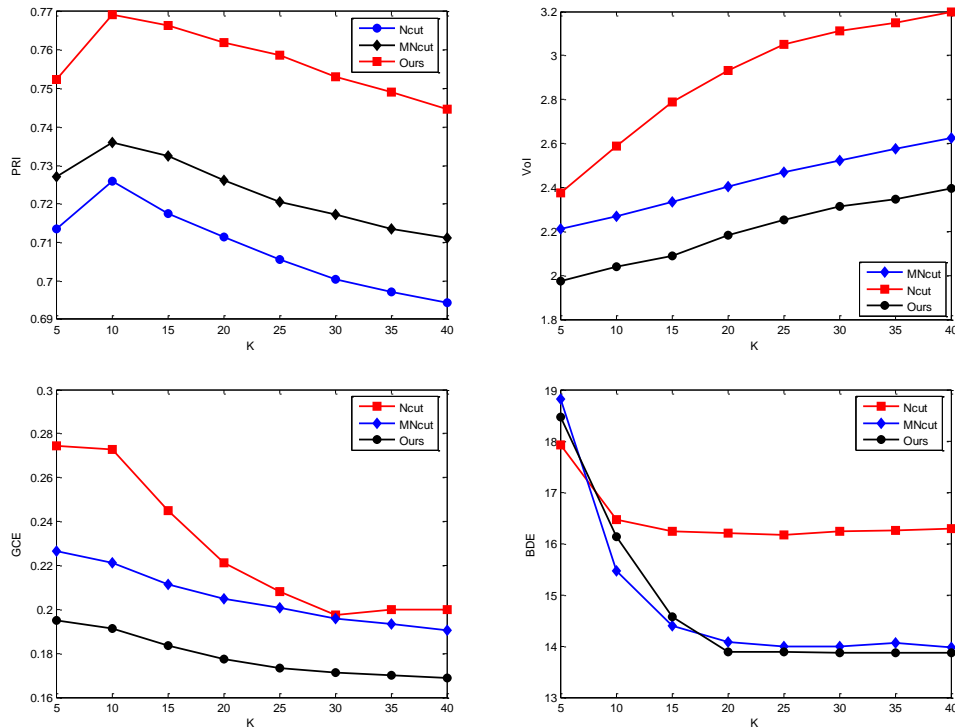 0.77
0.76
0.75
0.74
0.73
0.72
0.71
0.7
0.69
PRI
5 10 15 20 25 30 35 40
K
Ncut
MNcut
Ours
3.2
3
2.8
2.6
2.4
2.2
2
1.8
VoI
5 10 15 20 25 30 35 40
K
MNcut
Ncut
Ours
0.3
0.28
0.26
0.24
0.22
0.2
0.18
0.16
GCE
5 10 15 20 25 30 35 40
K
Ncut
MNcut
Ours
19
18
17
16
15
14
13
BDE
5 10 15 20 25 30 35 40
K
Ncut
MNcut
Ours